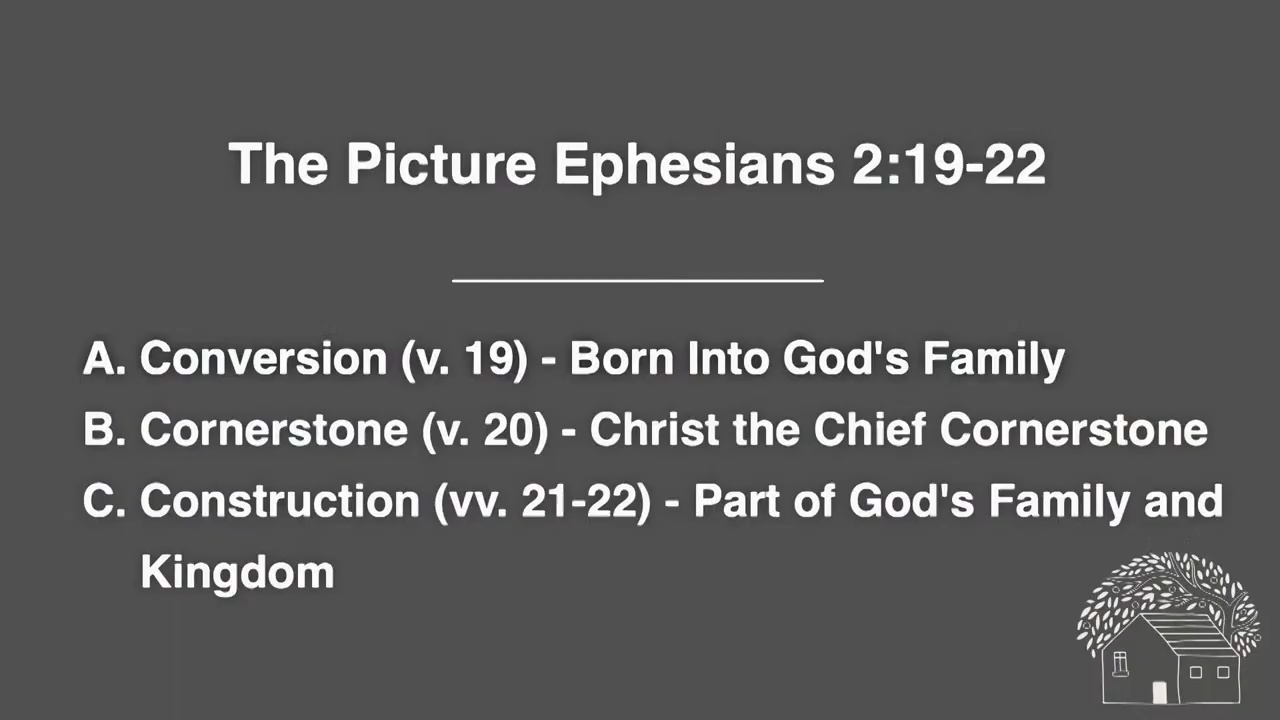 The Picture Ephesians 2:19-22
A. Conversion (v. 19) - Born Into God's Family
B. Cornerstone (v. 20) - Christ the Chief Cornerstone
C. Construction (vv. 21-22) - Part of God's Family and
Kingdom